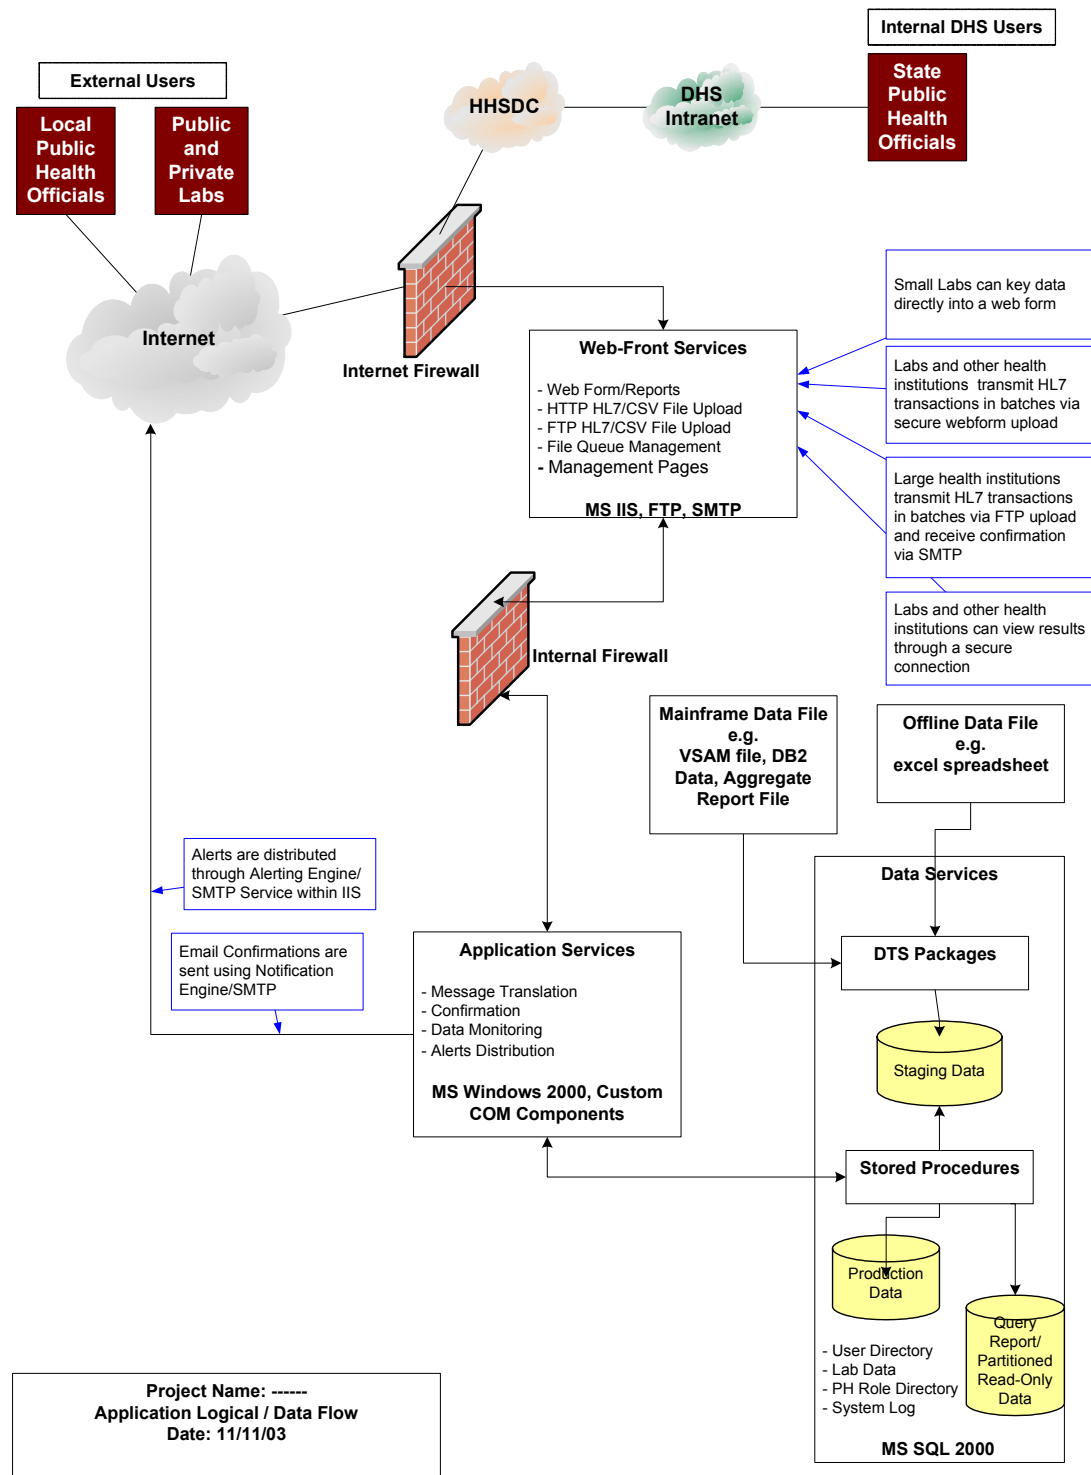 Internal DHS Users
External Users
State
Public
Health
Officials
HHSDC
DHS
Intranet
Local
Public
Health
Officials
Public
and
Private
Labs
Internet
Internet Firewall
Small Labs can key data
directly into a web form
Web-Front Services
- Web Form/Reports
- HTTP HL7/CSV File Upload
- FTP HL7/CSV File Upload
- File Queue Management
- Management Pages
MS IIS, FTP, SMTP
Labs and other health
institutions transmit HL7
transactions in batches via
secure webform upload
Large health institutions
transmit HL7 transactions
in batches via FTP upload
and receive confirmation
via SMTP
Labs and other health
institutions can view results
through a secure
connection
Internal Firewall
Mainframe Data File
e.g.
VSAM file, DB2
Data, Aggregate
Report File
Offline Data File
e.g.
excel spreadsheet
Alerts are distributed
through Alerting Engine/
SMTP Service within IIS
Email Confirmations are
sent using Notification
Engine/SMTP
Application Services
- Message Translation
- Confirmation
- Data Monitoring
- Alerts Distribution
MS Windows 2000, Custom
COM Components
Data Services
DTS Packages
Staging Data
Stored Procedures
Production
Data
Query
Report/
Partitioned
Read-Only
Data
- User Directory
- Lab Data
- PH Role Directory
- System Log
MS SQL 2000
Project Name: ------
Application Logical / Data Flow
Date: 11/11/03